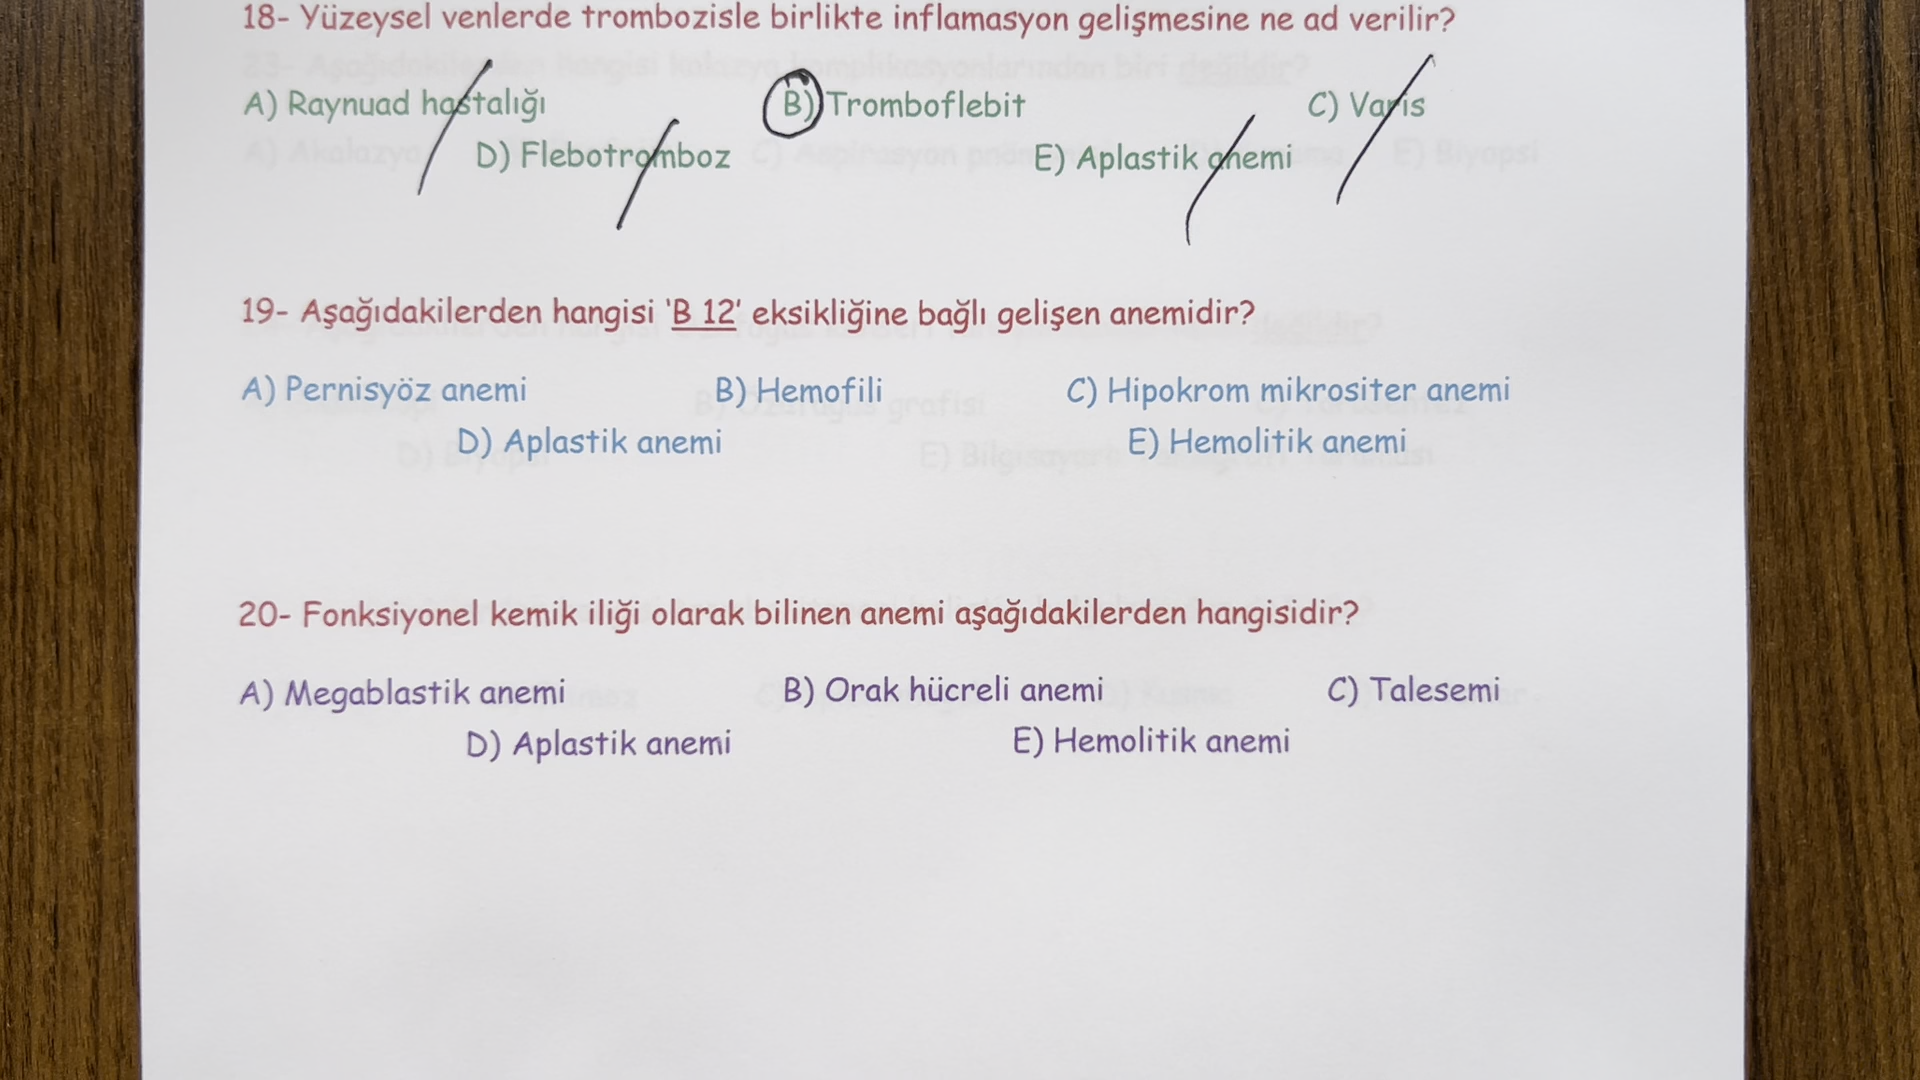 18- Yüzeysel venlerde trombozisle birlikte inflamasyon gelişmesine ne ad verilir?
A) Raynuad hastalığı B) Tromboflebit C) Varis
D) Flebotromboz E) Aplastik anemi
19- Aşağıdakilerden hangisi 'B 12' eksikliğine bağlı gelişen anemidir?
A) Pernisyöz anemi B) Hemofili C) Hipokrom mikrositer anemi
D) Aplastik anemi E) Hemolitik anemi
20- Fonksiyonel kemik iliği olarak bilinen anemi aşağıdakilerden hangisidir?
A) Megablastik anemi B) Orak hücreli anemi C) Talesemi
D) Aplastik anemi E) Hemolitik anemi